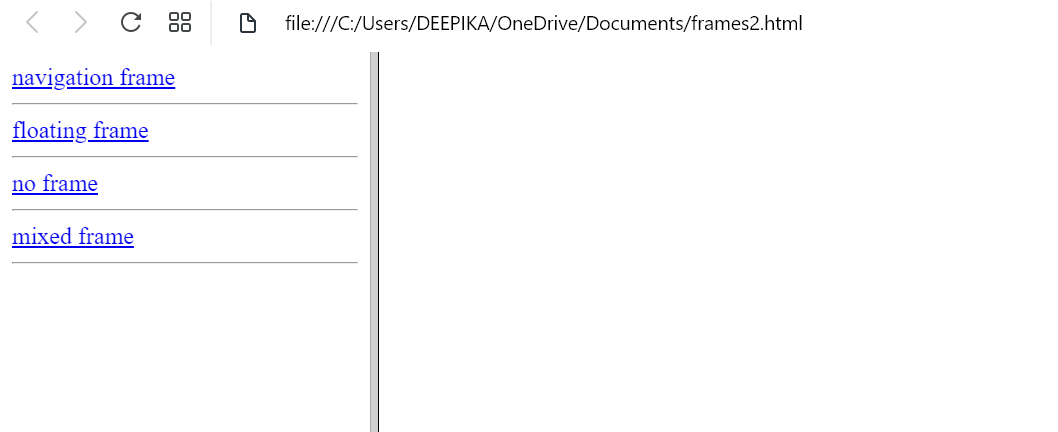 file:///C:/Users/DEEPIKA/OneDrive/Documents/frames2.html
navigation frame
floating frame
no frame
mixed frame